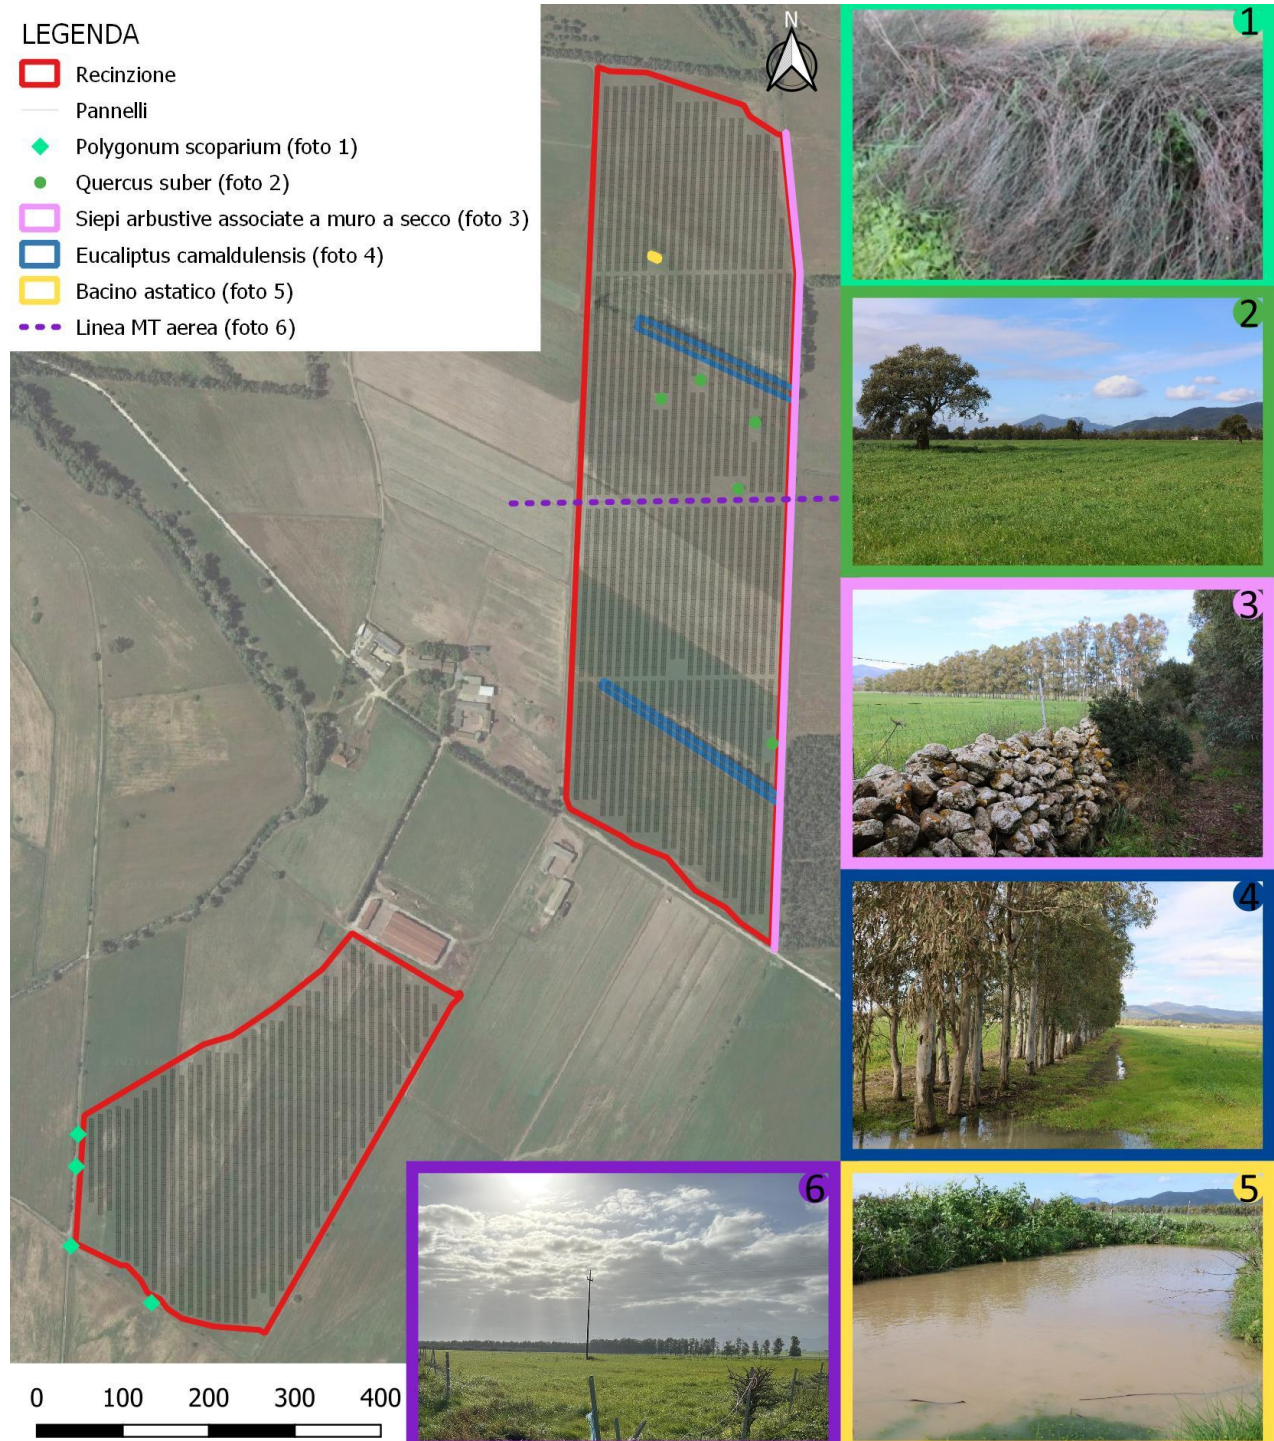 LEGENDA
Recinzione
Pannelli
Polygonum scoparium (foto 1)
Quercus suber (foto 2)
Siepi arbustive associate a muro a secco (foto 3)
Eucaliptus camaldulensis (foto 4)
Bacino astatico (foto 5)
Linea MT aerea (foto 6)
N
1
2
3
4
5
6
0 100 200 300 400